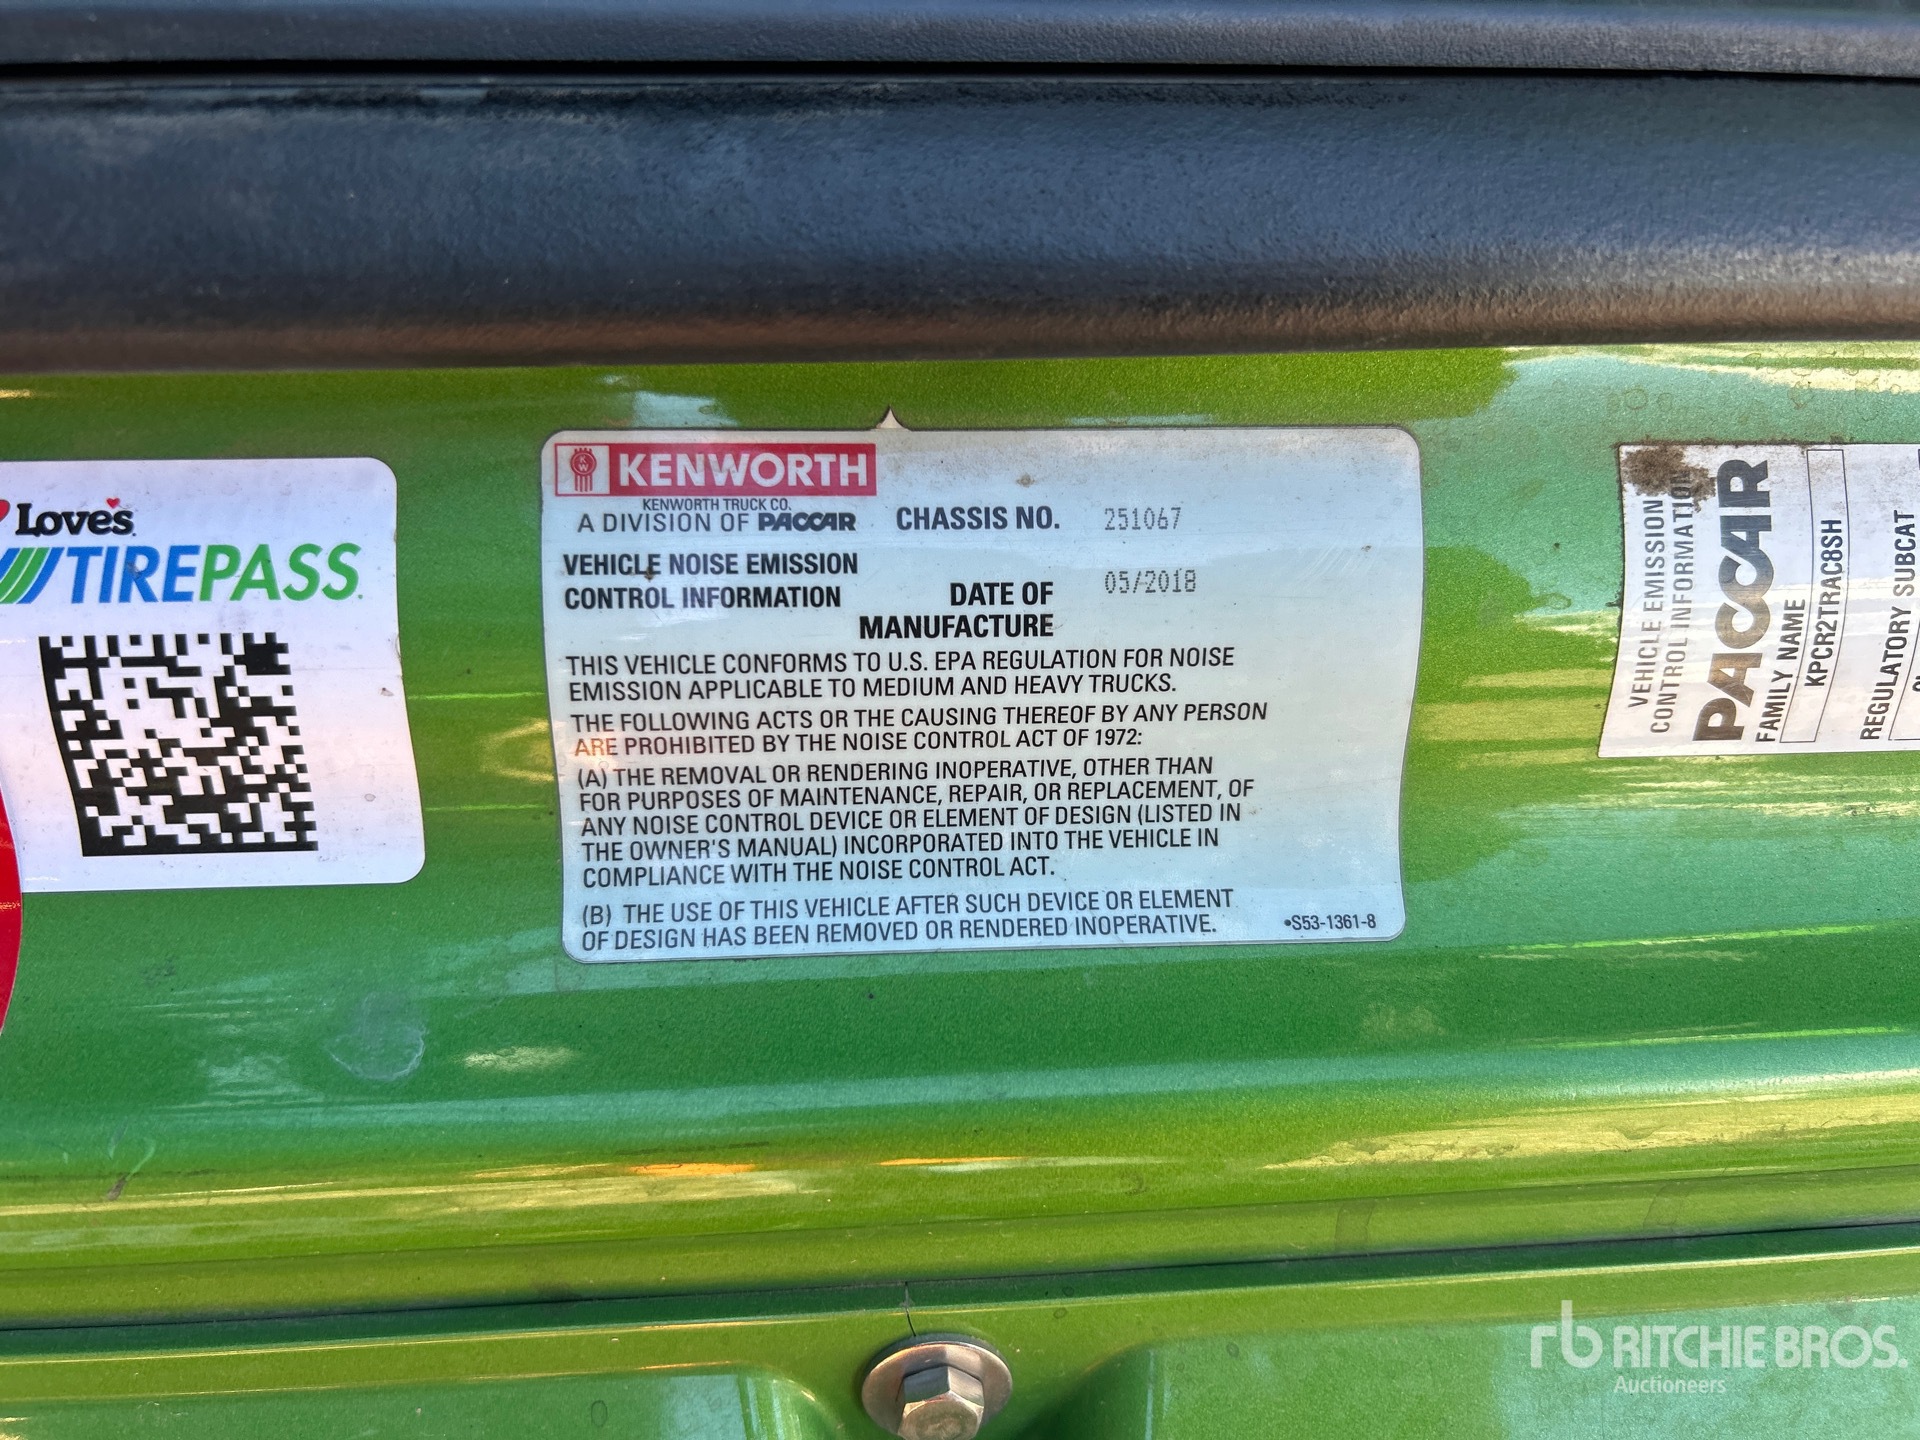 Love's
TIREPASS.
KW
KENWORTH
KENWORTH TRUCK CO.
A DIVISION OF PACCAR
CHASSIS NO. 251067
VEHICLE NOISE EMISSION
CONTROL INFORMATION
DATE OF
MANUFACTURE
05/2018
THIS VEHICLE CONFORMS TO U.S. EPA REGULATION FOR NOISE
EMISSION APPLICABLE TO MEDIUM AND HEAVY TRUCKS.
THE FOLLOWING ACTS OR THE CAUSING THEREOF BY ANY PERSON
ARE PROHIBITED BY THE NOISE CONTROL ACT OF 1972:
(A) THE REMOVAL OR RENDERING INOPERATIVE, OTHER THAN
FOR PURPOSES OF MAINTENANCE, REPAIR, OR REPLACEMENT, OF
ANY NOISE CONTROL DEVICE OR ELEMENT OF DESIGN (LISTED IN
THE OWNER'S MANUAL) INCORPORATED INTO THE VEHICLE IN
COMPLIANCE WITH THE NOISE CONTROL ACT.
(B) THE USE OF THIS VEHICLE AFTER SUCH DEVICE OR ELEMENT
OF DESIGN HAS BEEN REMOVED OR RENDERED INOPERATIVE.
•S53-1361-8
VEHICLE EMISSION
CONTROL INFORMATION
PACCAR
FAMILY NAME
KPCR2TRAC8SH
REGULATORY SUBCAT
rb RITCHIE BROS.
Auctioneers